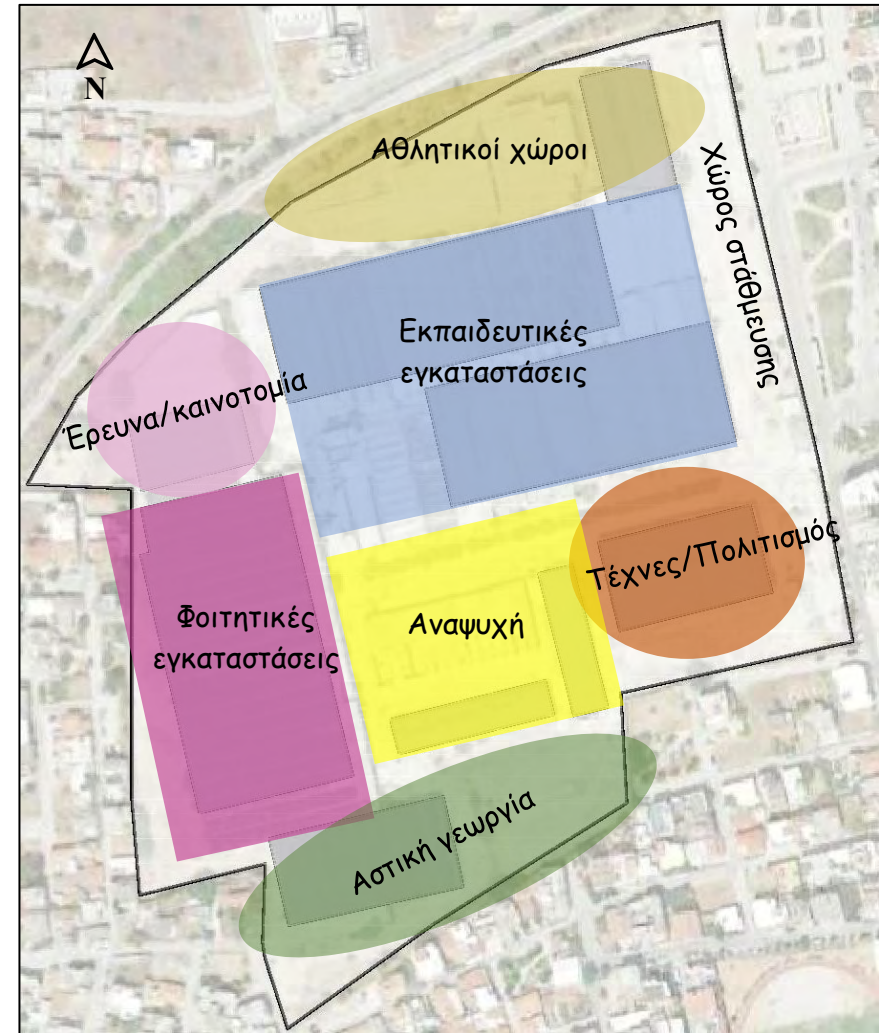 N
Αθλητικοί χώροι
Χώρος στάθμευσης
Εκπαιδευτικές
εγκαταστάσεις
Έρευνα/καινοτομία
Τέχνες/Πολιτισμός
Φοιτητικές
εγκαταστάσεις
Αναψυχή
Αστική γεωργία